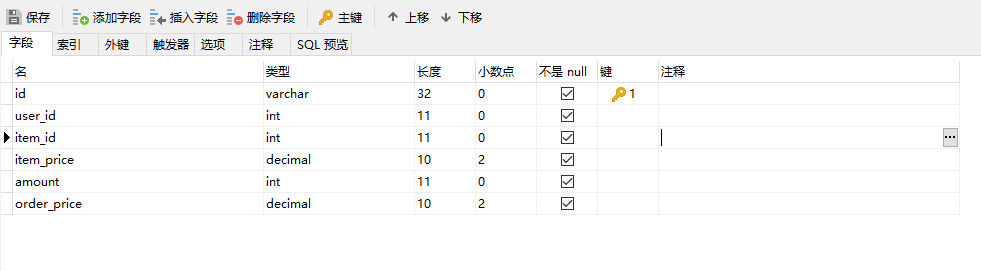 保存 添加字段 插入字段 删除字段 主键 上移 下移
字段 索引 外键 触发器 选项 注释 SQL 预览
名 类型 长度 小数点 不是 null 键 注释
id varchar 32 0 1
user_id int 11 0
item_id int 11 0
item_price decimal 10 2
amount int 11 0
order_price decimal 10 2